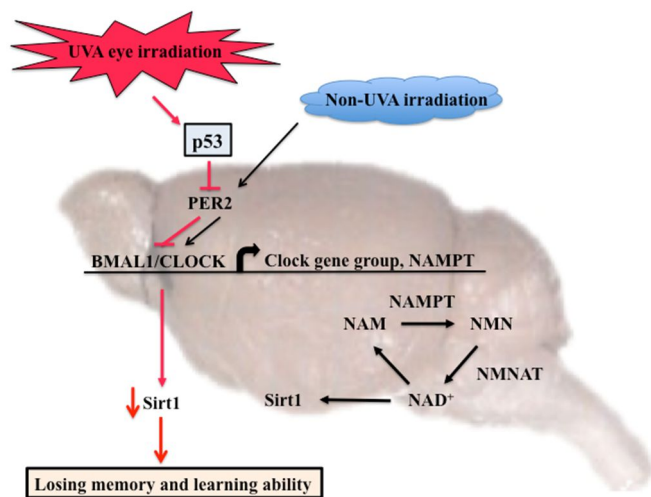 UVA eye irradiation
Non-UVA irradiation
p53
PER2
BMAL1/CLOCK
Clock gene group, NAMPT
NAMPT
NAM
NMN
NMNAT
Sirt1
Sirt1
NAD⁺
Losing memory and learning ability